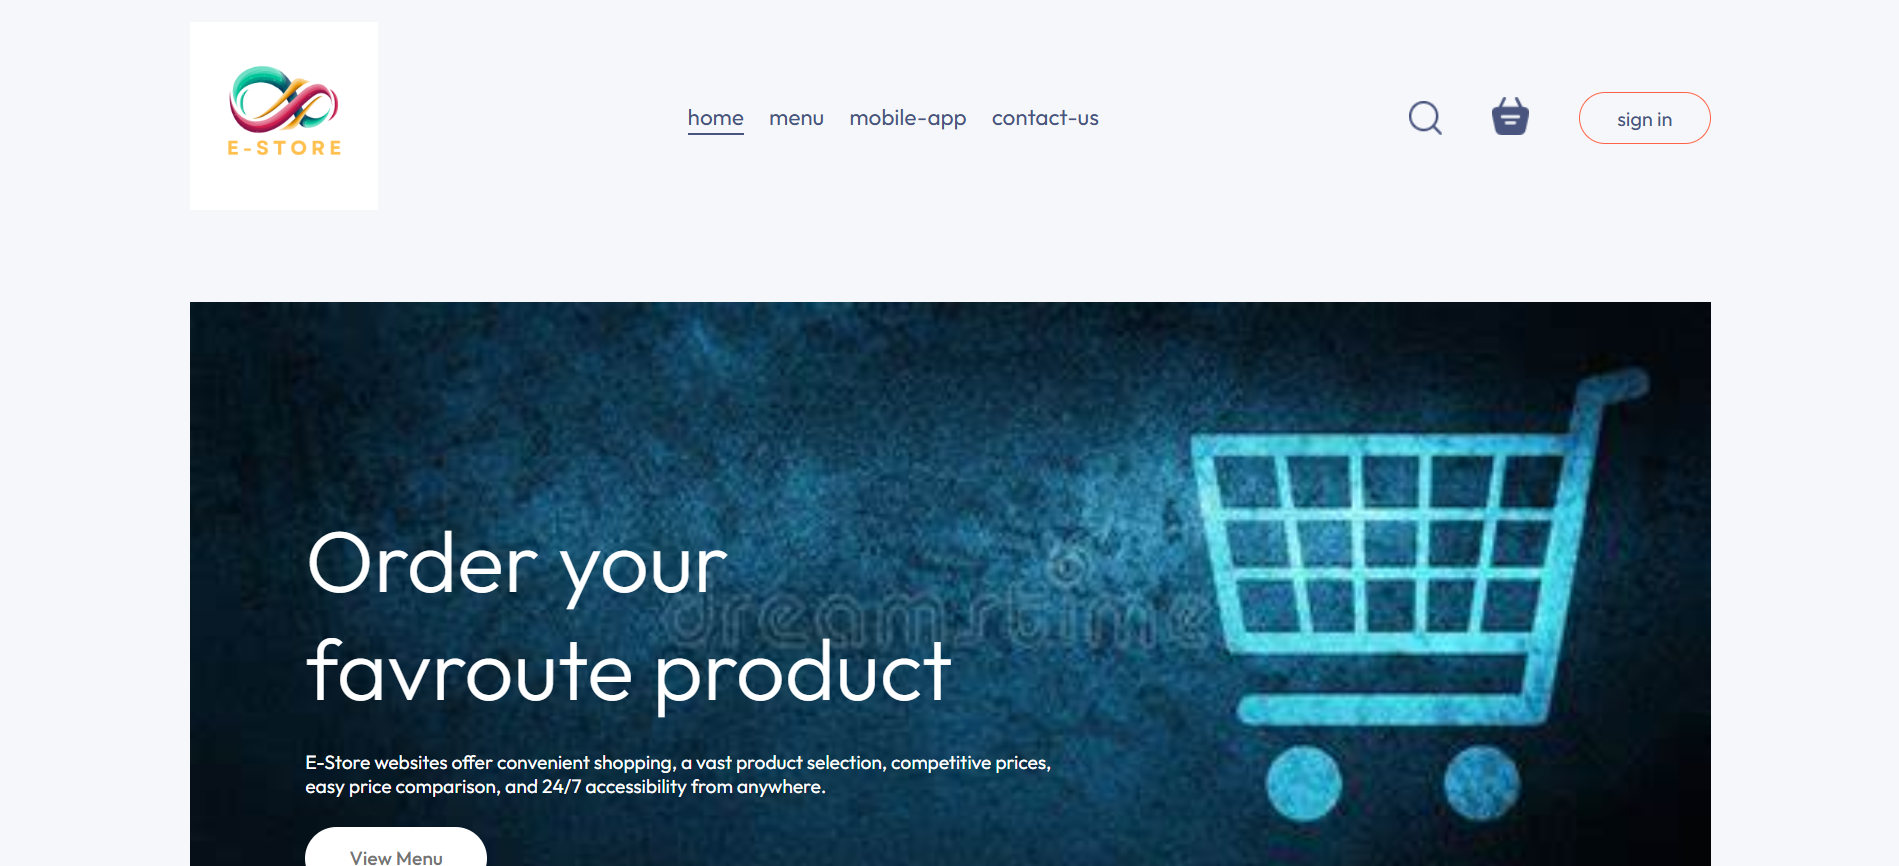 E-STORE
home menu mobile-app contact-us
sign in
Order your
favroute product
dreamstime
E-Store websites offer convenient shopping, a vast product selection, competitive prices,
easy price comparison, and 24/7 accessibility from anywhere.
View Menu